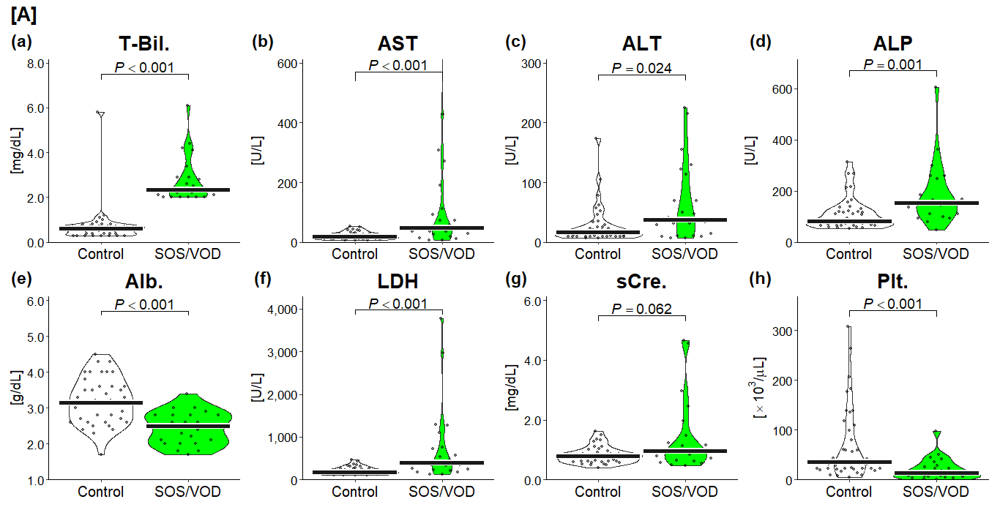 [A]
(a) T-Bil.
P < 0.001
8.0
6.0
4.0
2.0
0.0
[mg/dL]
Control SOS/VOD
(b) AST
P < 0.001
600
400
200
0
[U/L]
Control SOS/VOD
(c) ALT
P = 0.024
300
200
100
0
[U/L]
Control SOS/VOD
(d) ALP
P = 0.001
600
400
200
0
[U/L]
Control SOS/VOD
(e) Alb.
P < 0.001
6.0
5.0
4.0
3.0
2.0
1.0
[g/dL]
Control SOS/VOD
(f) LDH
P < 0.001
4,000
3,000
2,000
1,000
0
[U/L]
Control SOS/VOD
(g) sCre.
P = 0.062
6.0
4.0
2.0
0.0
[mg/dL]
Control SOS/VOD
(h) Plt.
P < 0.001
300
200
100
0
[×10³/μL]
Control SOS/VOD